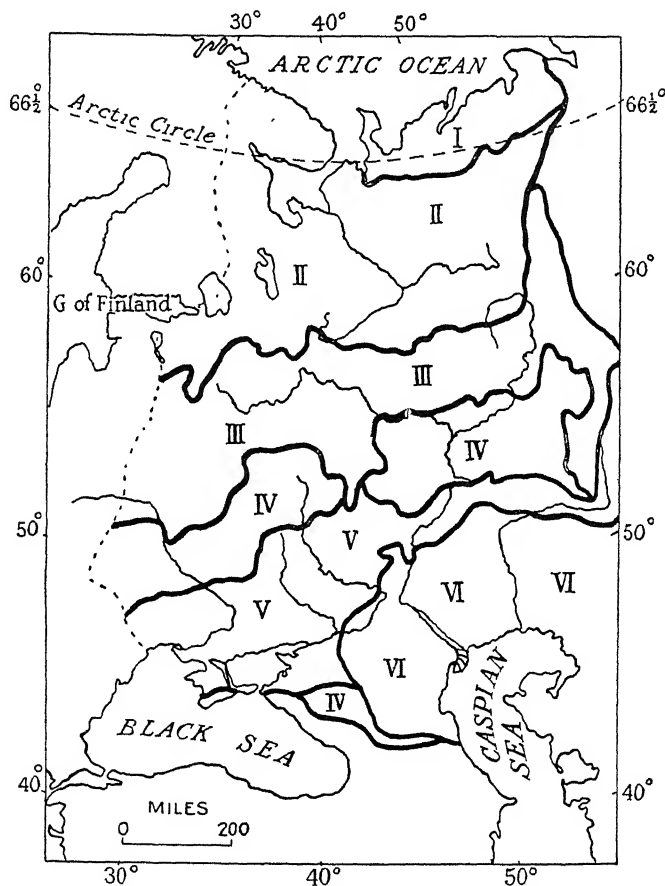 30° 40° 50°
ARCTIC OCEAN
66½° 66½°
Arctic Circle
I
II
60° II 60°
G of Finland
III
III
IV
IV
50° V 50°
VI VI
V
VI
IV
CASPIAN SEA
BLACK SEA
40° 40°
MILES
0 200
30° 40° 50°